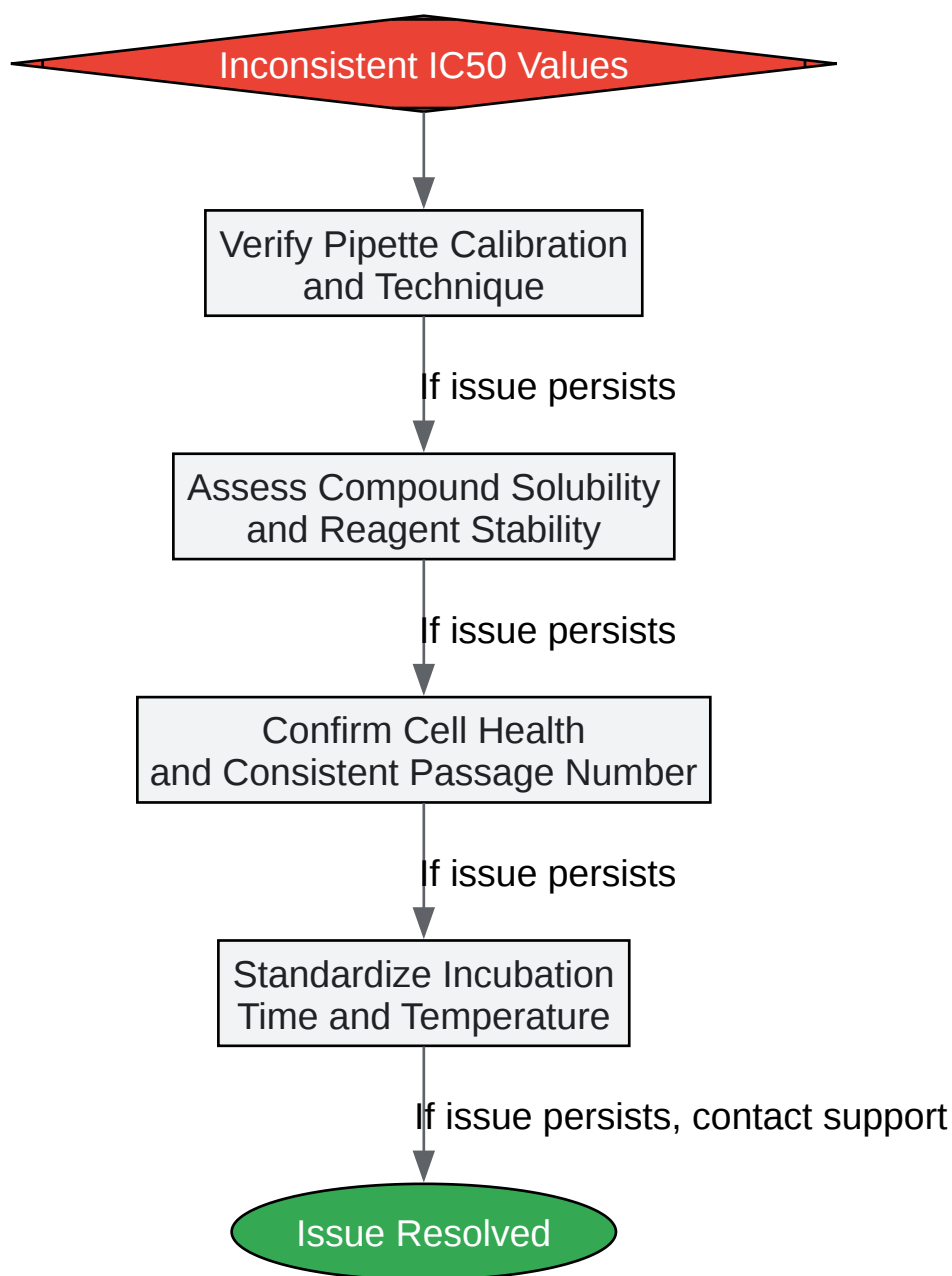 Inconsistent IC50 Values
Verify Pipette Calibration
and Technique
If issue persists
Assess Compound Solubility
and Reagent Stability
If issue persists
Confirm Cell Health
and Consistent Passage Number
If issue persists
Standardize Incubation
Time and Temperature
If issue persists, contact support
Issue Resolved